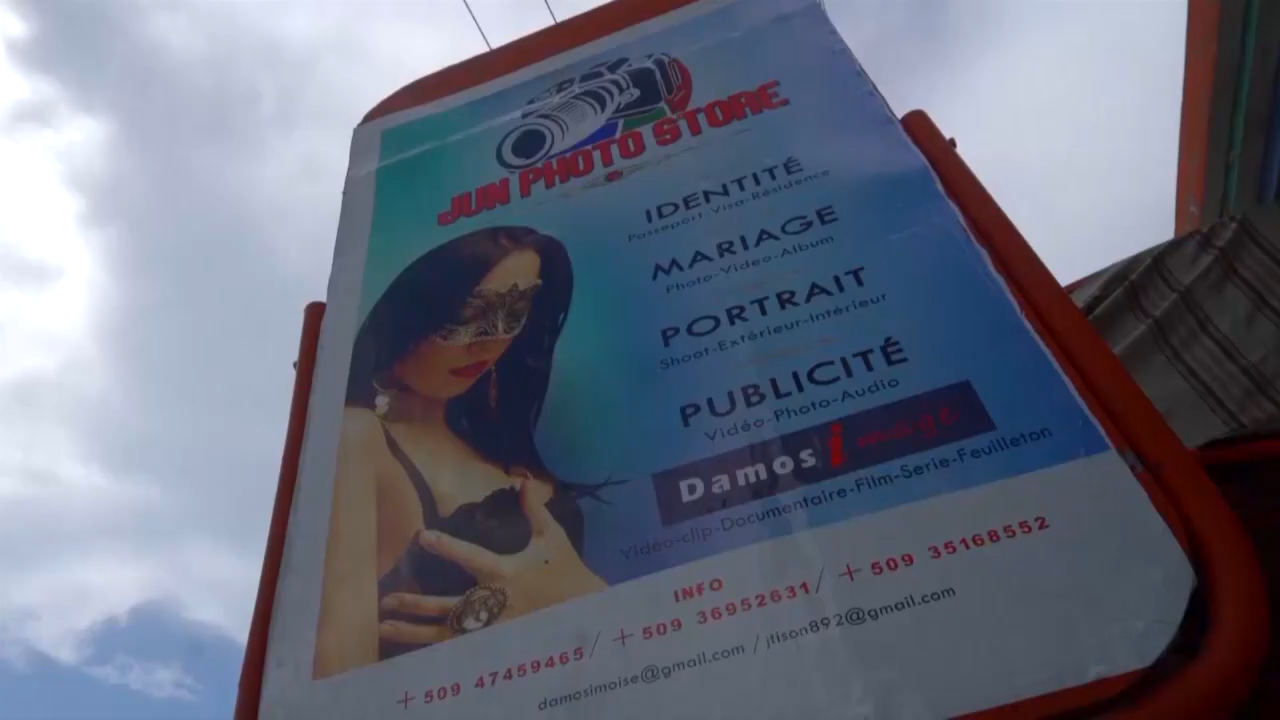 JUN PHOTO STORE
IDENTITÉ
Passeport Visa-Résidence
MARIAGE
Photo-Video-Album
PORTRAIT
Shoot-Extérieur-Intérieur
PUBLICITÉ
Vidéo-Photo-Audio
Damos image
Video-clip-Documentaire-Film-Serie-Feuilleton
INFO
+ 509 47459465 / + 509 36952631 / + 509 35168552
damosimoise@gmail.com / jtison892@gmail.com